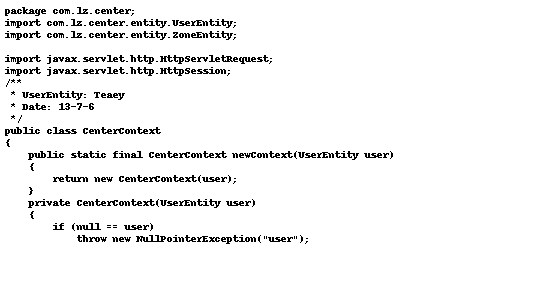 package com.lz.center;
import com.lz.center.entity.UserEntity;
import com.lz.center.entity.ZoneEntity;
import javax.servlet.http.HttpServletRequest;
import javax.servlet.http.HttpSession;
/**
 * UserEntity: Teaey
 * Date: 13-7-6
 */
public class CenterContext
{
    public static final CenterContext newContext(UserEntity user)
    {
        return new CenterContext(user);
    }
    private CenterContext(UserEntity user)
    {
        if (null == user)
            throw new NullPointerException("user");